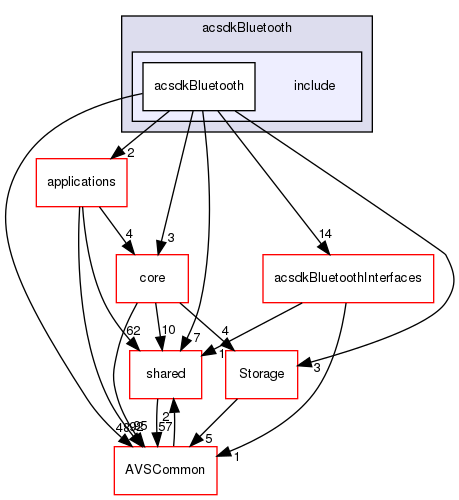 acsdkBluetooth
acsdkBluetooth
include
2
applications
4
3
14
core
acsdkBluetoothInterfaces
62
10
7
4
1
3
shared
Storage
2
57
5
1
AVSCommon